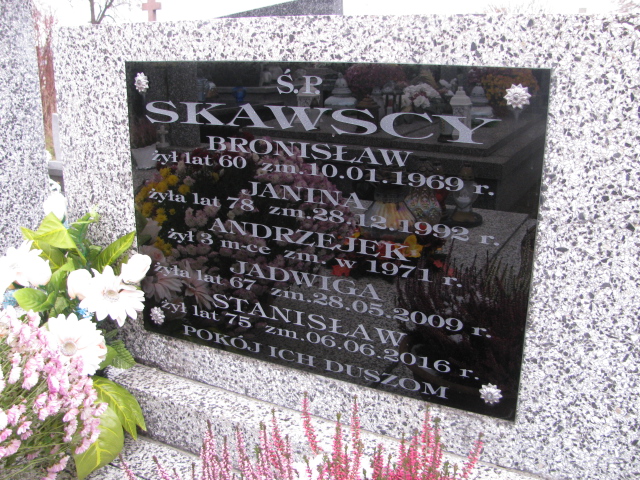 Ś.P.
SKAWSCY
BRONISŁAW
żył lat 60 zm. 10.01.1969 r.
JANINA
żyła lat 78 zm. 28.12.1992 r.
ANDRZEJEK
żył 3 m-ce zm. w 1971 r.
JADWIGA
żyła lat 67 zm. 28.05.2009 r.
STANISŁAW
żył lat 75 zm. 06.06.2016 r.
POKÓJ ICH DUSZOM